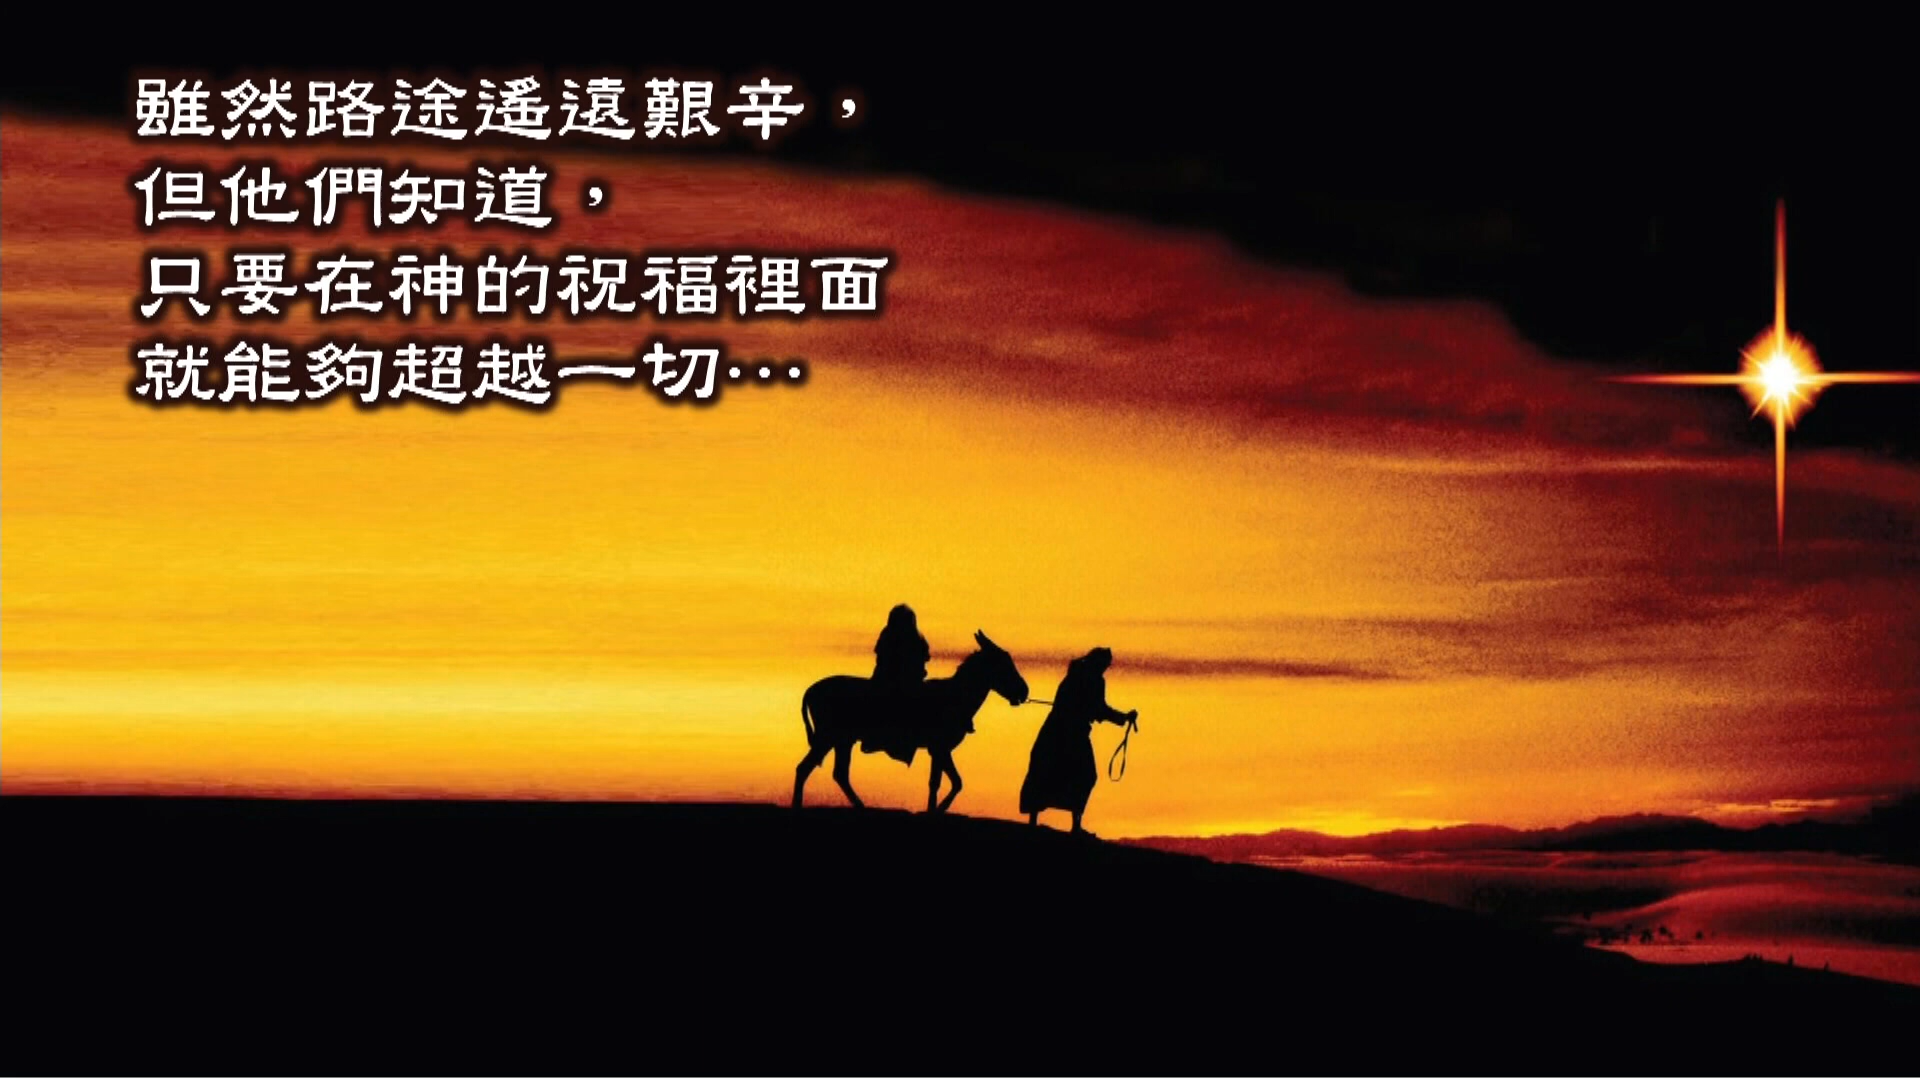 雖然路途遙遠艱辛，
但他們知道，
只要在神的祝福裡面
就能夠超越一切…